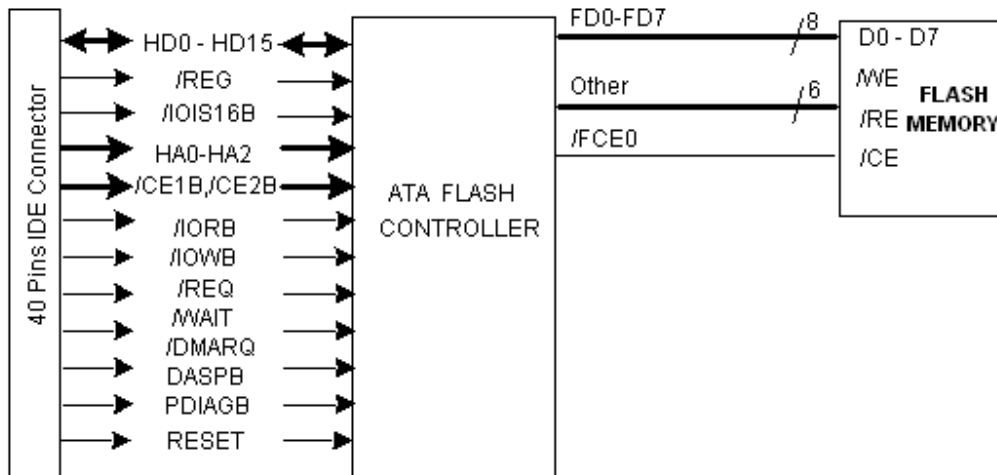 40 Pins IDE Connector
HD0 - HD15
/REG
/IOIS16B
HA0-HA2
/CE1B,/CE2B
/IORB
/IOWB
/REQ
/WAIT
/DMARQ
DASPB
PDIAGB
RESET
ATA FLASH
CONTROLLER
FD0-FD7
8
Other
6
/FCE0
D0 - D7
/WE
/RE
/CE
FLASH
MEMORY